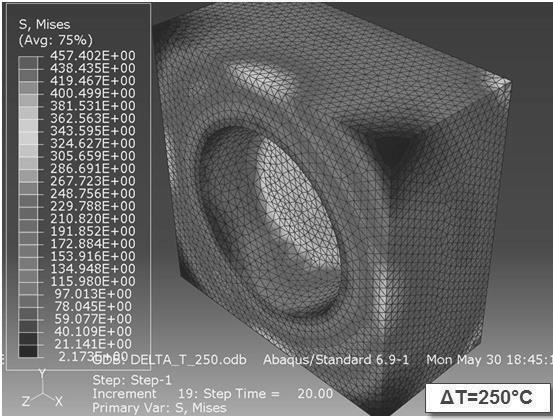 S, Mises
(Avg: 75%)
457.402E+00
438.435E+00
419.467E+00
400.499E+00
381.531E+00
362.563E+00
343.595E+00
324.627E+00
305.659E+00
286.691E+00
267.723E+00
248.756E+00
229.788E+00
210.820E+00
191.852E+00
172.884E+00
153.916E+00
134.948E+00
115.980E+00
97.013E+00
78.045E+00
59.077E+00
40.109E+00
21.141E+00
2.173E+00
ODB: DELTA_T_250.odb Abaqus/Standard 6.9-1 Mon May 30 18:45:1
Y
Z X
Step: Step-1
Increment 19: Step Time = 20.00
Primary Var: S, Mises
ΔT=250°C